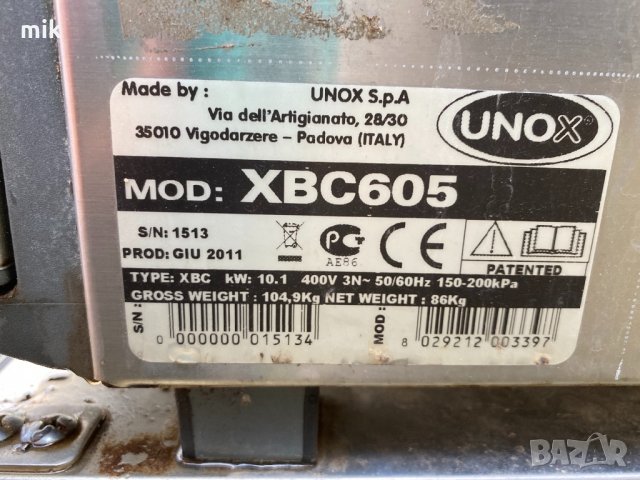 mik
Made by :
UNOX S.p.A
Via dell'Artigianato, 28/30
35010 Vigodarzere - Padova (ITALY)
UNOX
MOD: XBC605
S/N: 1513
PROD: GIU 2011
PG
AE86
CE
PATENTED
TYPE: XBC kW: 10.1 400V 3N~ 50/60Hz 150-200kPa
GROSS WEIGHT : 104,9Kg NET WEIGHT : 86Kg
S/N :
0 000000 015134
MOD :
8 029212 003397
BAZAR